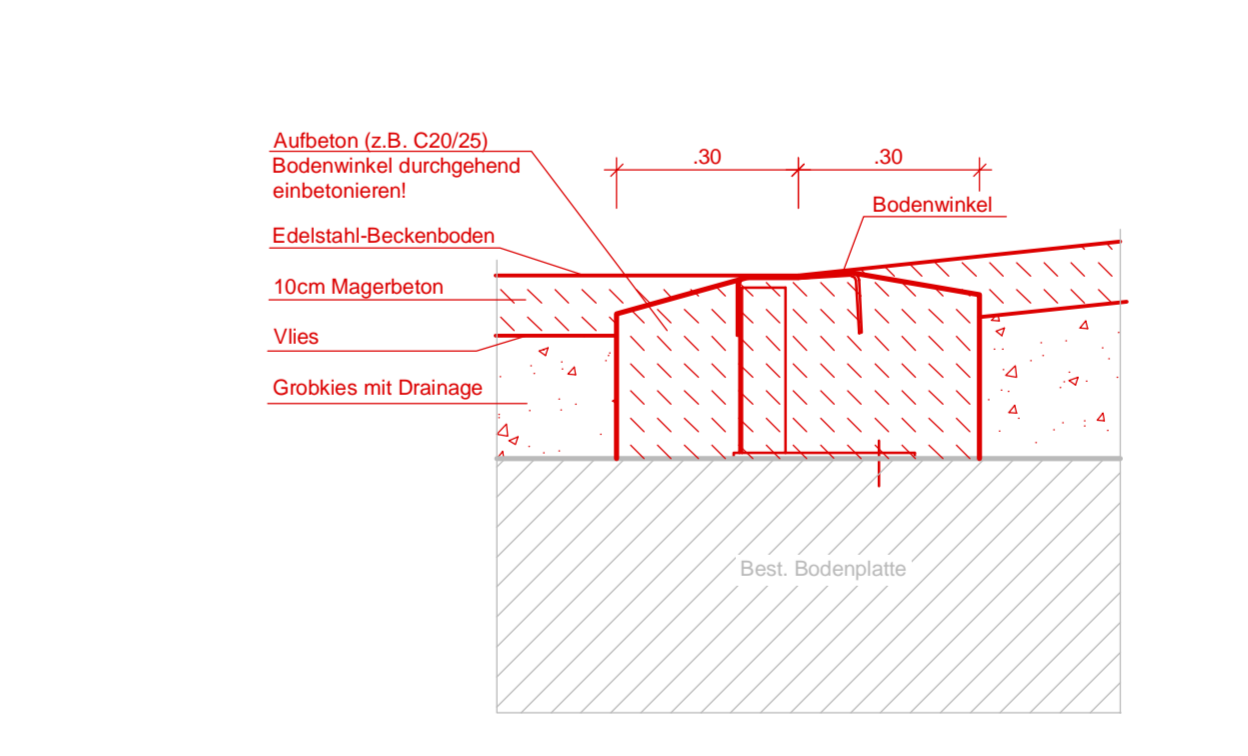 Aufbeton (z.B. C20/25)
Bodenwinkel durchgehend
einbetonieren!
.30
.30
Bodenwinkel
Edelstahl-Beckenboden
10cm Magerbeton
Vlies
Grobkies mit Drainage
Best. Bodenplatte